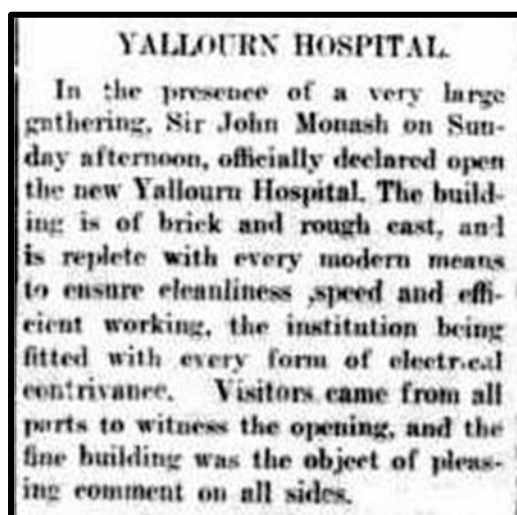 YALLOURN HOSPITAL.
In the presence of a very large
gathering, Sir John Monash on Sun-
day afternoon, officially declared open
the new Yallourn Hospital. The build-
ing is of brick and rough cast, and
is replete with every modern means
to ensure cleanliness ,speed and effi-
cient working, the institution being
fitted with every form of electrical
contrivance. Visitors came from all
parts to witness the opening, and the
fine building was the object of pleas-
ing comment on all sides.